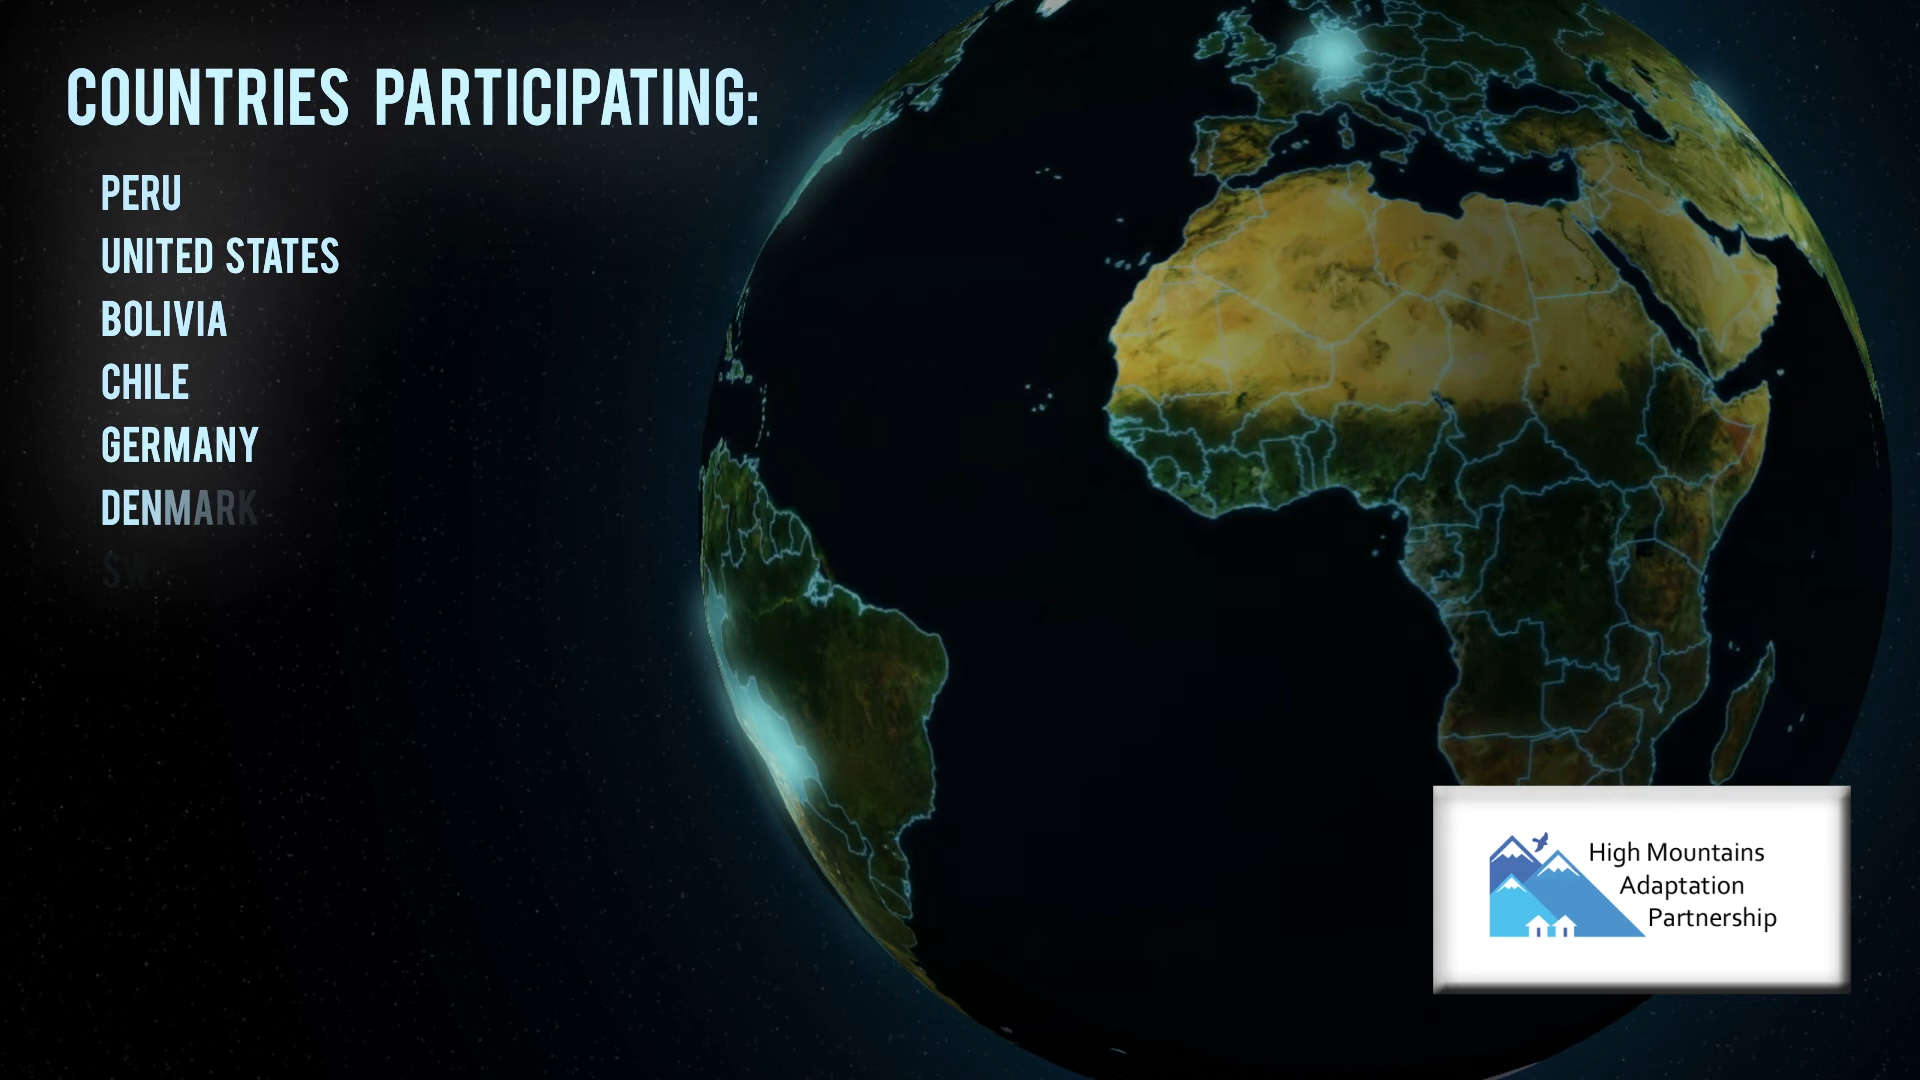 COUNTRIES PARTICIPATING:
PERU
UNITED STATES
BOLIVIA
CHILE
GERMANY
DENMARK
High Mountains
Adaptation
Partnership